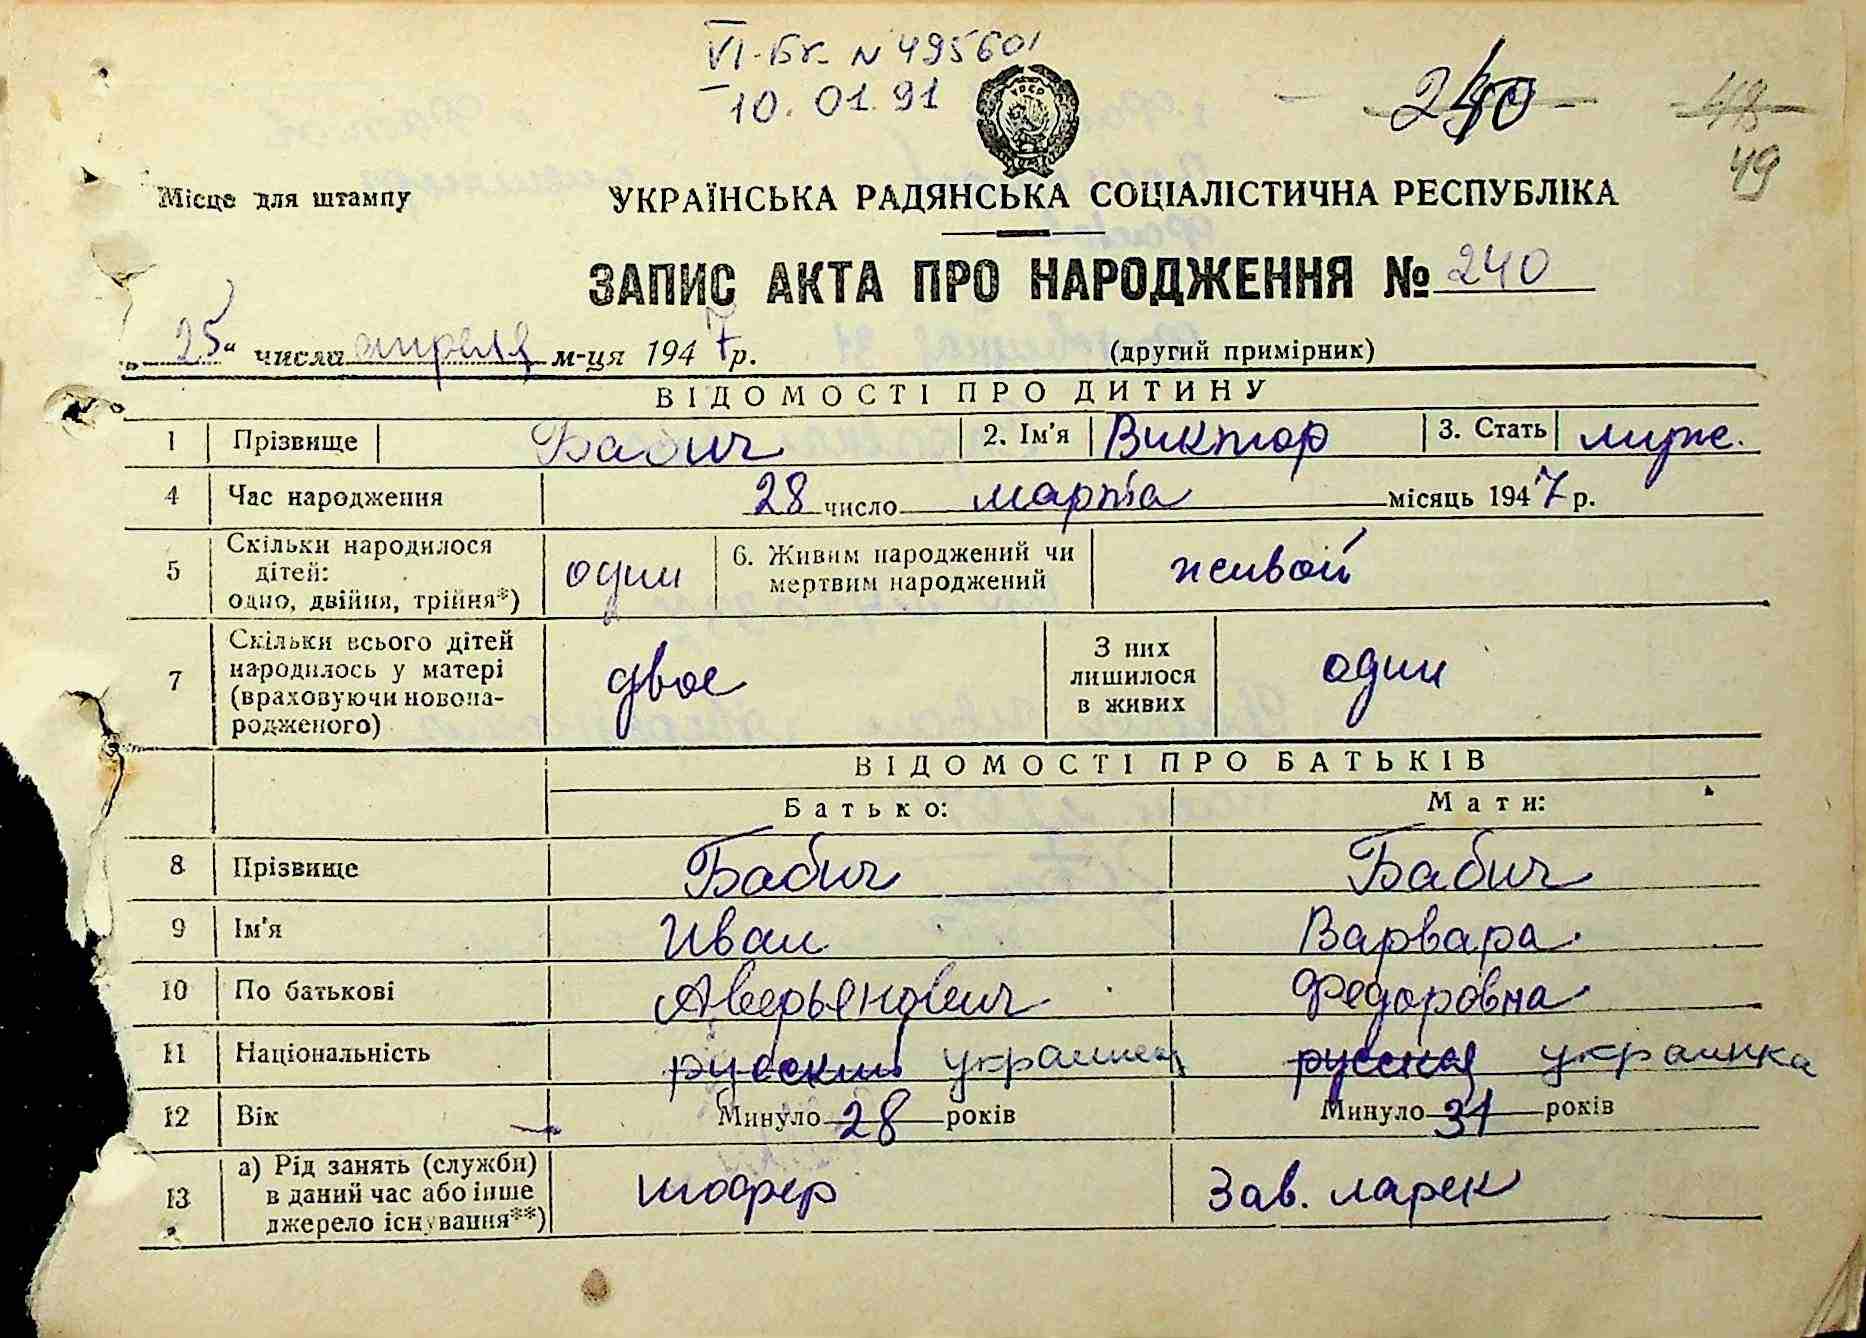 VI-БК N 495601
10.01.91
240
48
49
УРСР
Місце для штампу
УКРАЇНСЬКА РАДЯНСЬКА СОЦІАЛІСТИЧНА РЕСПУБЛІКА
ЗАПИС АКТА ПРО НАРОДЖЕННЯ № 240
„25“ числа апреля м-ця 1947 р. (другий примірник)
ВІДОМОСТІ ПРО ДИТИНУ
1 Прізвище Бабич 2. Ім'я Виктор 3. Стать муж.
4 Час народження 28 число марта місяць 1947 р.
5 Скільки народилося
дітей:
одно, двійня, трійня*) один 6. Живим народжений чи
мертвим народжений живой
7 Скільки всього дітей
народилось у матері
(враховуючи новона-
родженого) двое З них
лишилося
в живих один
ВІДОМОСТІ ПРО БАТЬКІВ
Батько: Мати:
8 Прізвище Бабич Бабич
9 Ім'я Иван Варвара
10 По батькові Аверьянович Федоровна
11 Національність русский украинец русская украинка
12 Вік Минуло 28 років Минуло 31 років
13 а) Рід занять (служби)
в даний час або інше
джерело існування**) шофер Зав. ларек